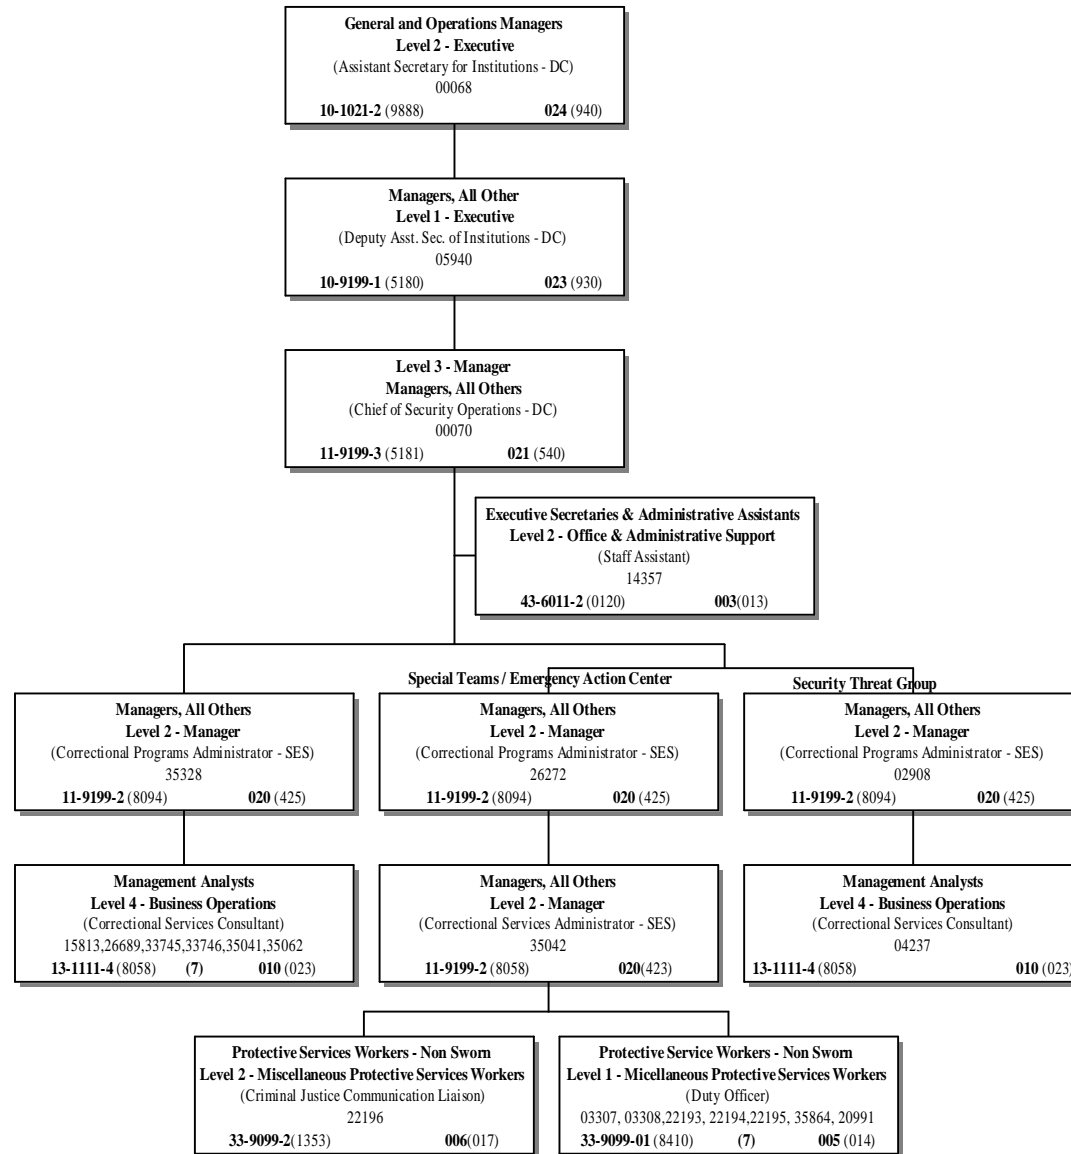 General and Operations Managers
Level 2 - Executive
(Assistant Secretary for Institutions - DC)
00068
10-1021-2 (9888) 024 (940)
Managers, All Other
Level 1 - Executive
(Deputy Asst. Sec. of Institutions - DC)
05940
10-9199-1 (5180) 023 (930)
Level 3 - Manager
Managers, All Others
(Chief of Security Operations - DC)
00070
11-9199-3 (5181) 021 (540)
Executive Secretaries & Administrative Assistants
Level 2 - Office & Administrative Support
(Staff Assistant)
14357
43-6011-2 (0120) 003(013)
Managers, All Others
Level 2 - Manager
(Correctional Programs Administrator - SES)
35328
11-9199-2 (8094) 020 (425)
Special Teams / Emergency Action Center
Managers, All Others
Level 2 - Manager
(Correctional Programs Administrator - SES)
26272
11-9199-2 (8094) 020 (425)
Security Threat Group
Managers, All Others
Level 2 - Manager
(Correctional Programs Administrator - SES)
02908
11-9199-2 (8094) 020 (425)
Management Analysts
Level 4 - Business Operations
(Correctional Services Consultant)
15813,26689,33745,33746,35041,35062
13-1111-4 (8058) (7) 010 (023)
Managers, All Others
Level 2 - Manager
(Correctional Services Administrator - SES)
35042
11-9199-2 (8058) 020(423)
Management Analysts
Level 4 - Business Operations
(Correctional Services Consultant)
04237
13-1111-4 (8058) 010 (023)
Protective Services Workers - Non Sworn
Level 2 - Miscellaneous Protective Services Workers
(Criminal Justice Communication Liaison)
22196
33-9099-2(1353) 006(017)
Protective Service Workers - Non Sworn
Level 1 - Micellaneous Protective Services Workers
(Duty Officer)
03307, 03308,22193, 22194,22195, 35864, 20991
33-9099-01 (8410) (7) 005 (014)